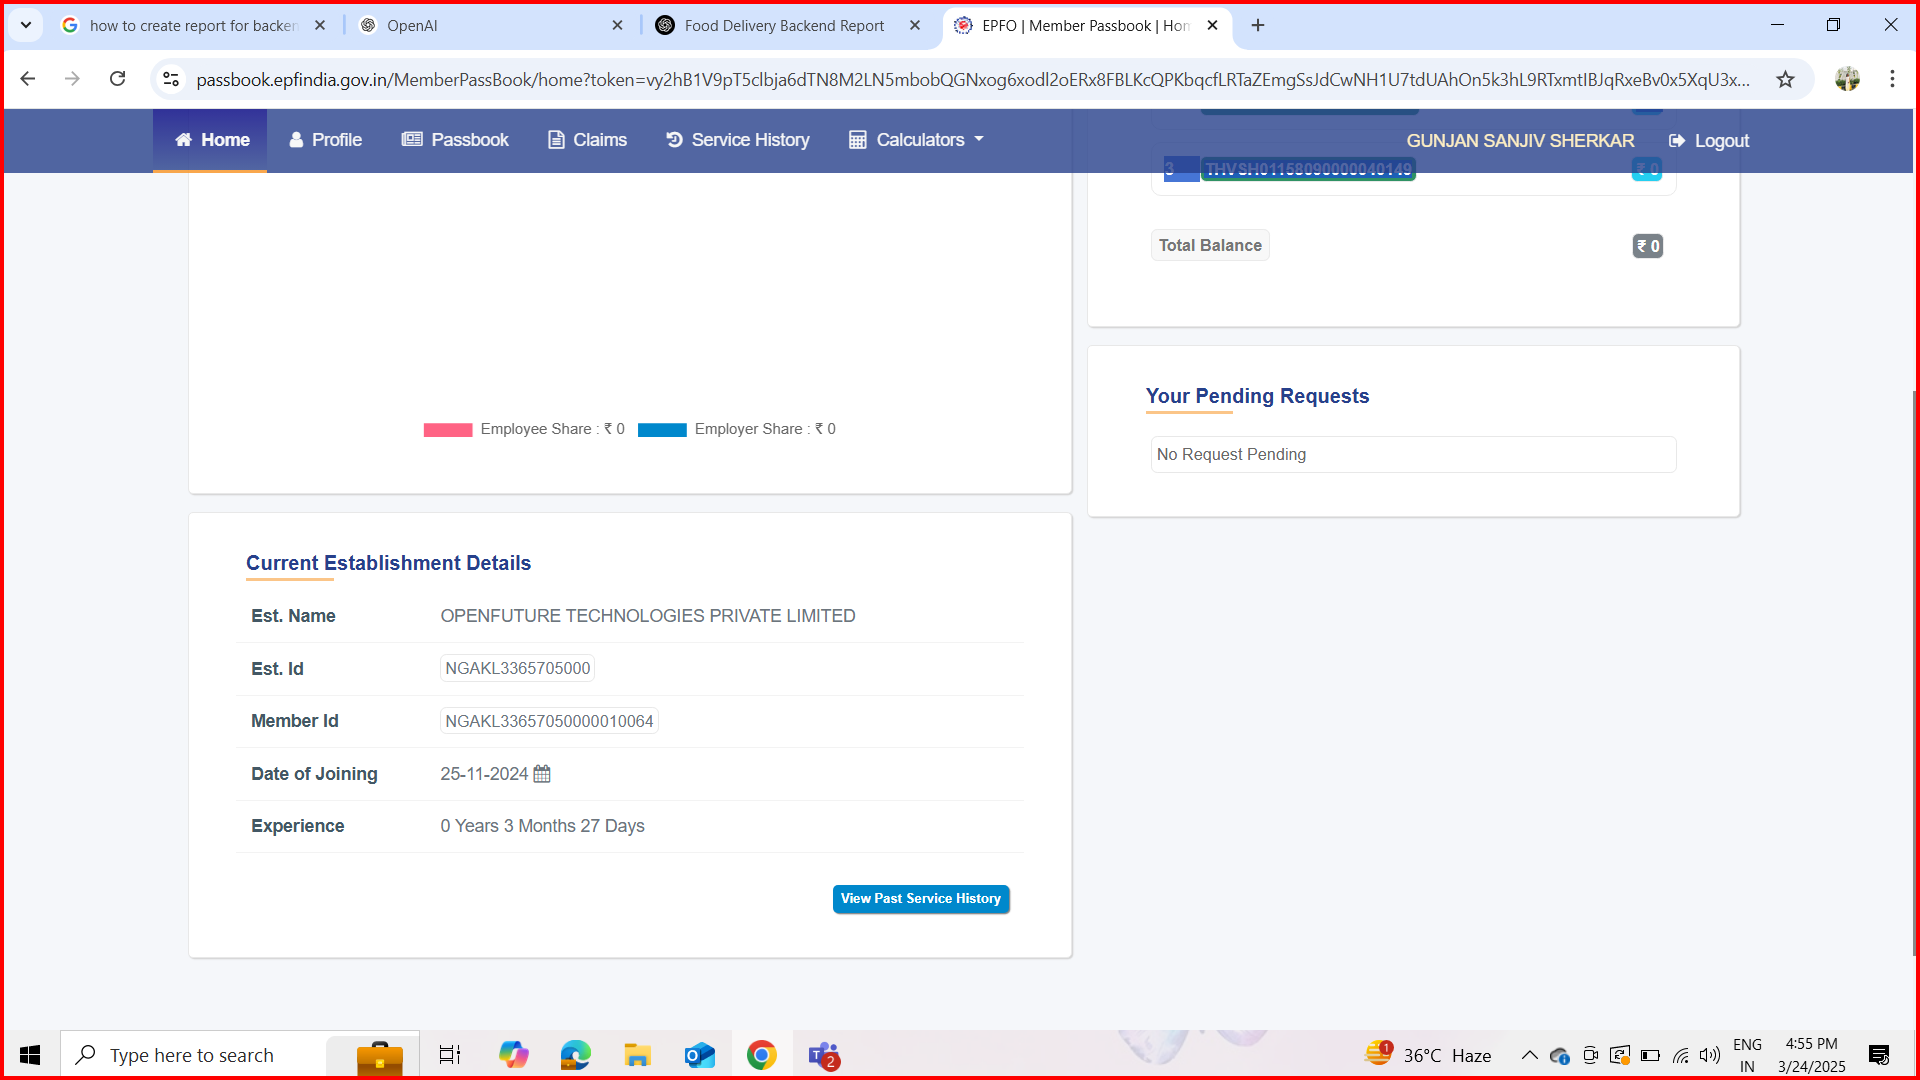 how to create report for backen
OpenAI
Food Delivery Backend Report
EPFO | Member Passbook | Hon
passbook.epfindia.gov.in/MemberPassBook/home?token=vy2hB1V9pT5clbja6dTN8M2LN5mbobQGNxog6xodl2oERx8FBLKcQPKbqcfLRTaZEmgSsJdCwNH1U7tdUAhOn5k3hL9RTxmtIBJqRxeBv0x5XqU3x...
Home
Profile
Passbook
Claims
Service History
Calculators
GUNJAN SANJIV SHERKAR
Logout
3 THVSH01158090000040149 ₹ 0
Total Balance ₹ 0
Employee Share : ₹ 0 Employer Share : ₹ 0
Your Pending Requests
No Request Pending
Current Establishment Details
Est. Name OPENFUTURE TECHNOLOGIES PRIVATE LIMITED
Est. Id NGAKL3365705000
Member Id NGAKL33657050000010064
Date of Joining 25-11-2024
Experience 0 Years 3 Months 27 Days
View Past Service History
Type here to search
2
1
36°C Haze
ENG
IN
4:55 PM
3/24/2025